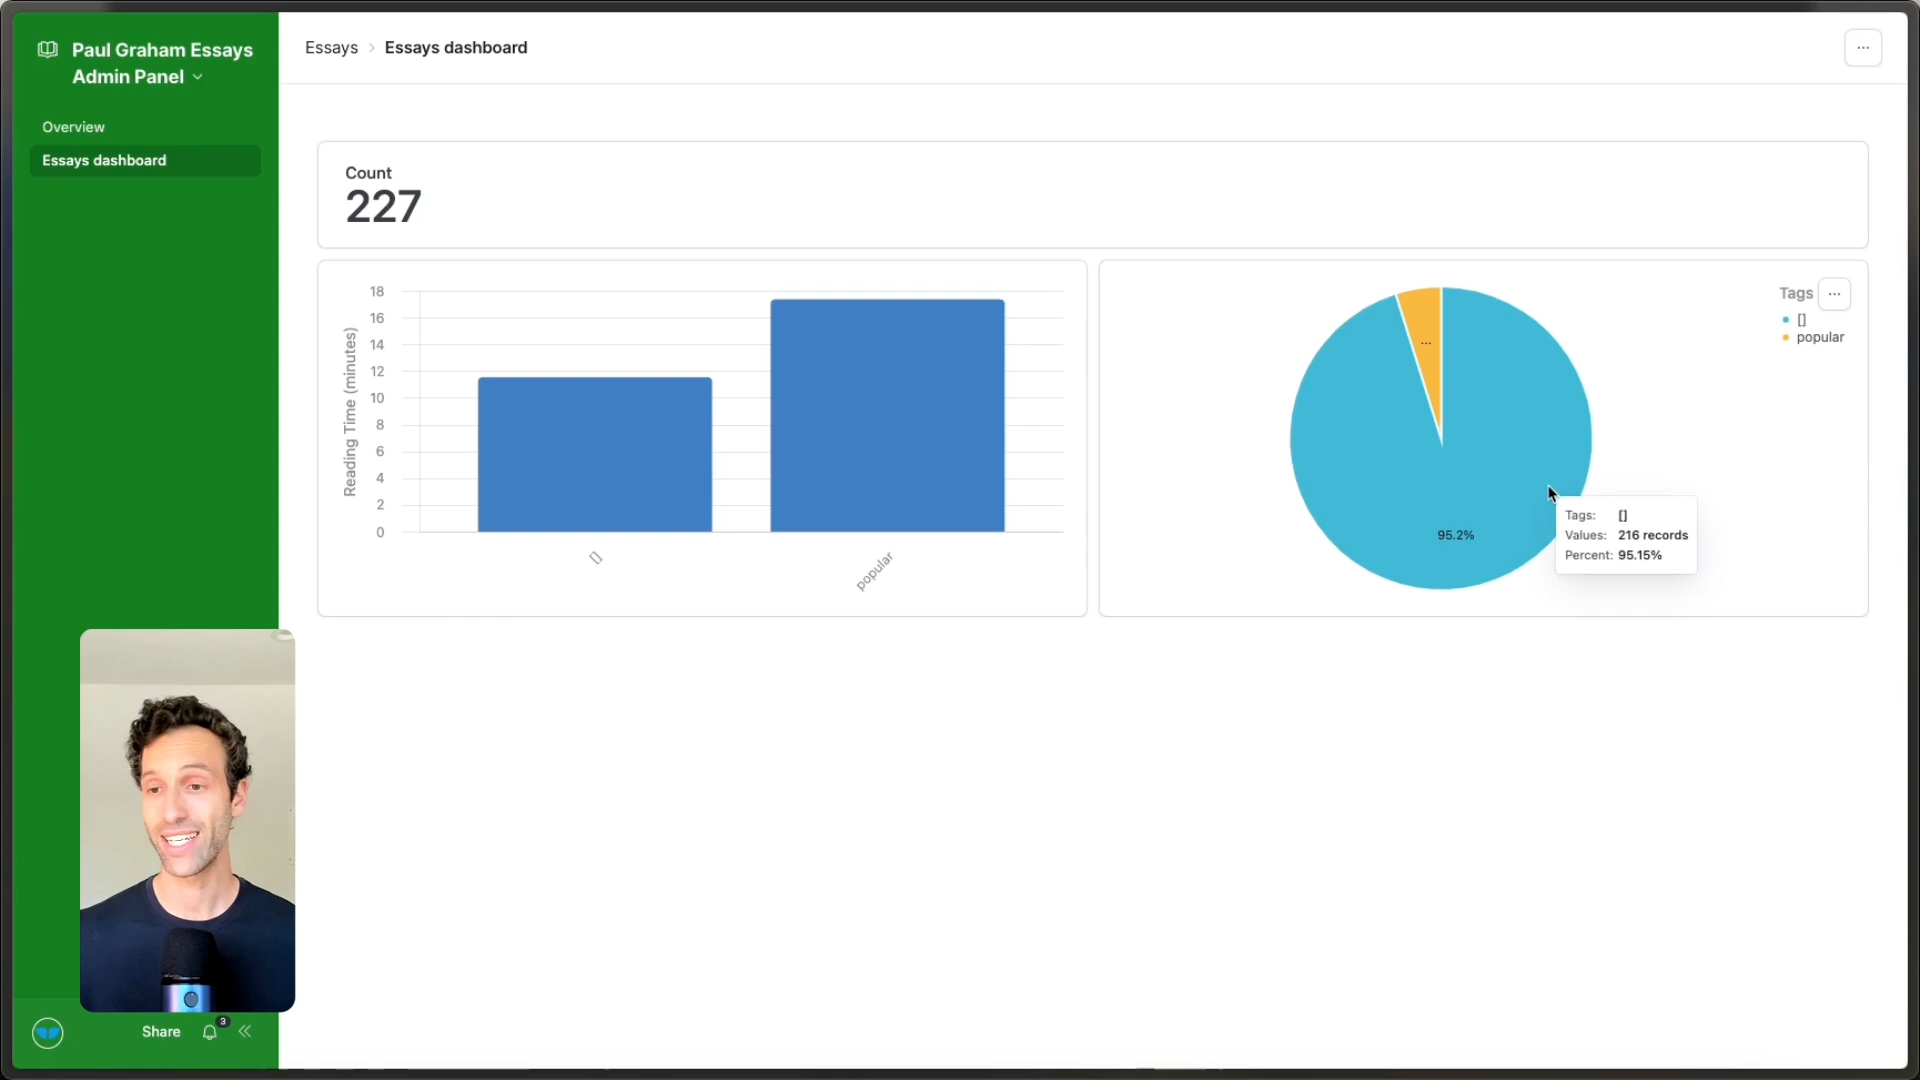 Paul Graham Essays
Admin Panel
Overview
Essays dashboard
Share
3
Essays
Essays dashboard
...
Count
227
Reading Time (minutes)
18
16
14
12
10
8
6
4
2
0
[]
popular
Tags
...
[]
popular
...
95.2%
Tags: []
Values: 216 records
Percent: 95.15%